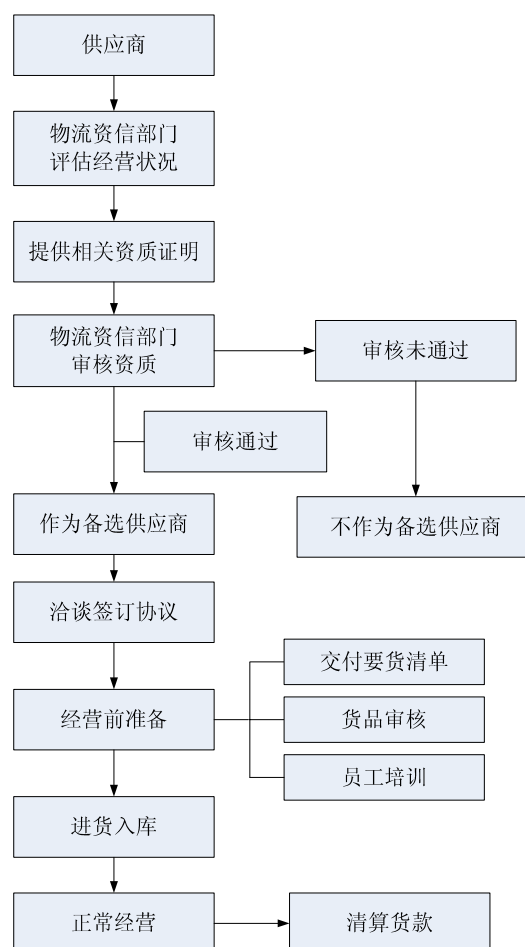 供应商
物流资信部门
评估经营状况
提供相关资质证明
物流资信部门
审核资质
审核未通过
审核通过
作为备选供应商
不作为备选供应商
洽谈签订协议
交付要货清单
经营前准备
货品审核
员工培训
进货入库
正常经营
清算货款